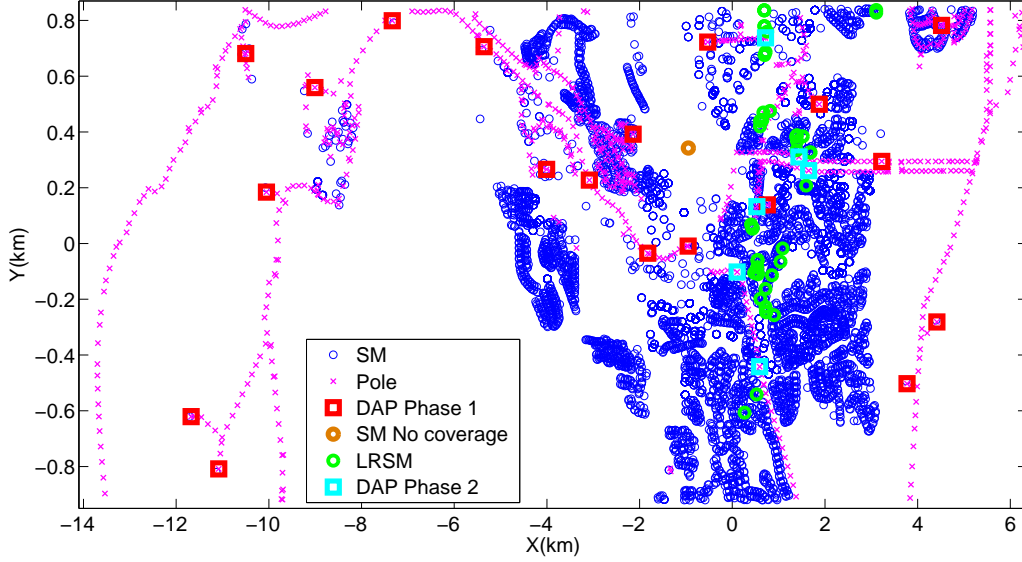 0.8
0.6
0.4
0.2
0
−0.2
−0.4
−0.6
−0.8
Y(km)
SM
Pole
DAP Phase 1
SM No coverage
LRSM
DAP Phase 2
−14 −12 −10 −8 −6 −4 −2 0 2 4 6
X(km)